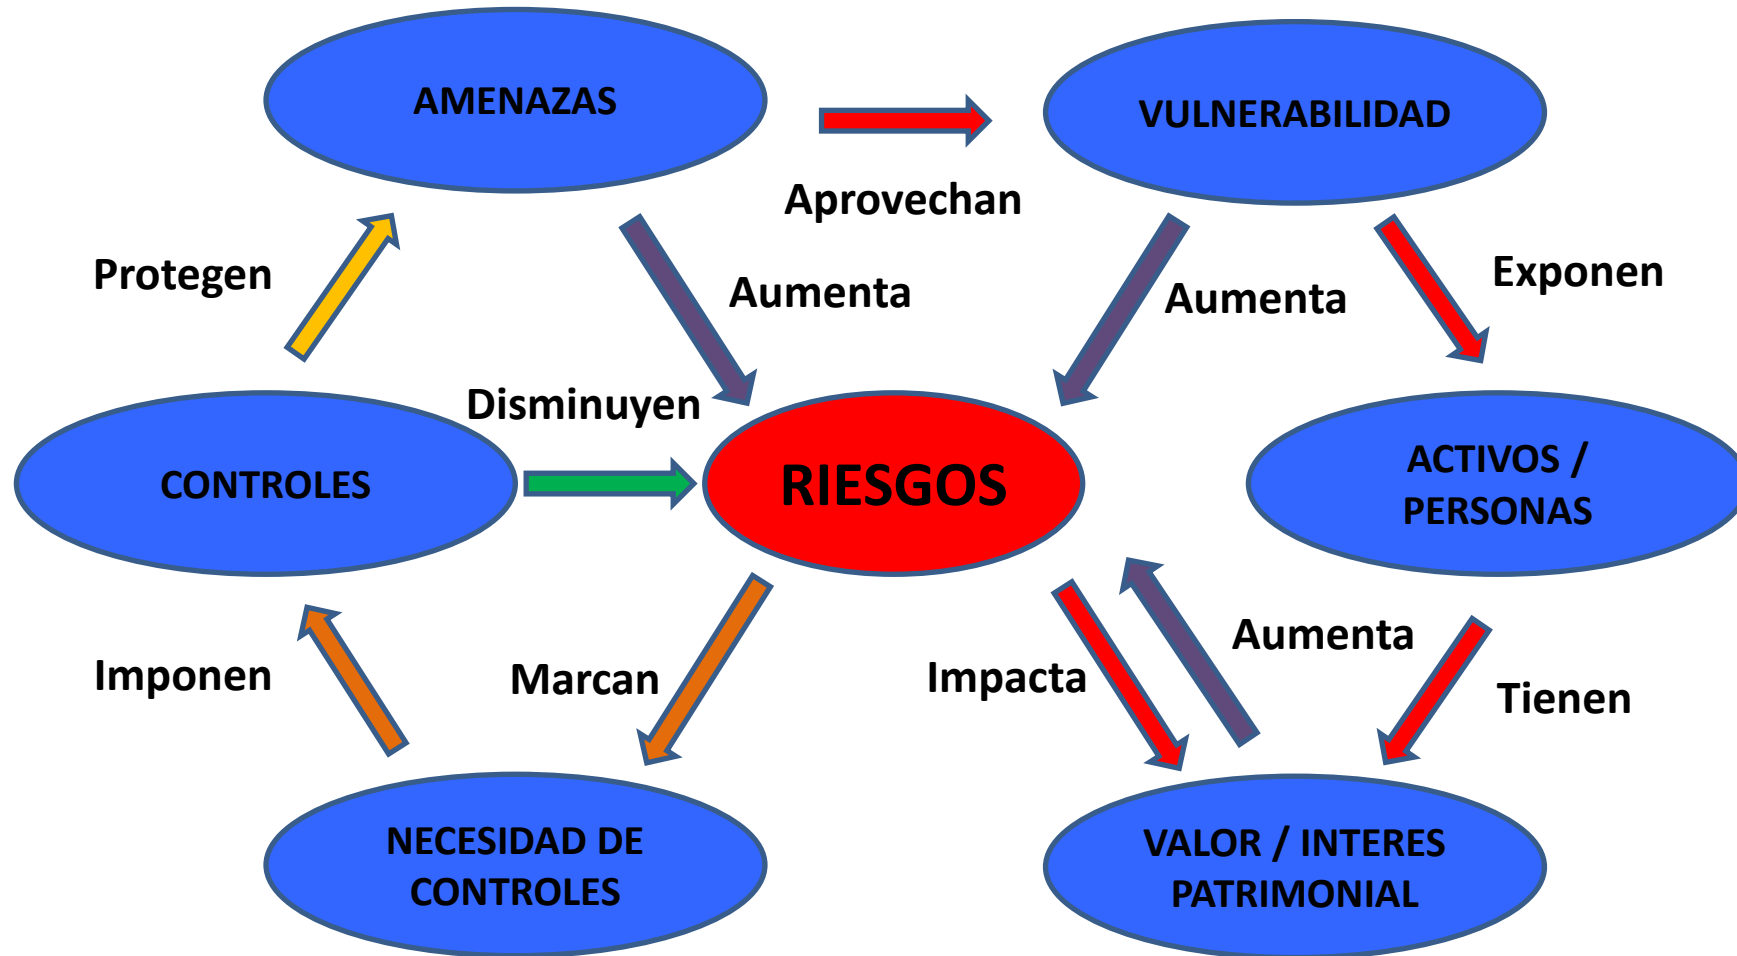 AMENAZAS
VULNERABILIDAD
Aprovechan
Protegen
Aumenta
Aumenta
Exponen
Disminuyen
CONTROLES
RIESGOS
ACTIVOS /
PERSONAS
Imponen
Marcan
Impacta
Aumenta
Tienen
NECESIDAD DE
CONTROLES
VALOR / INTERES
PATRIMONIAL